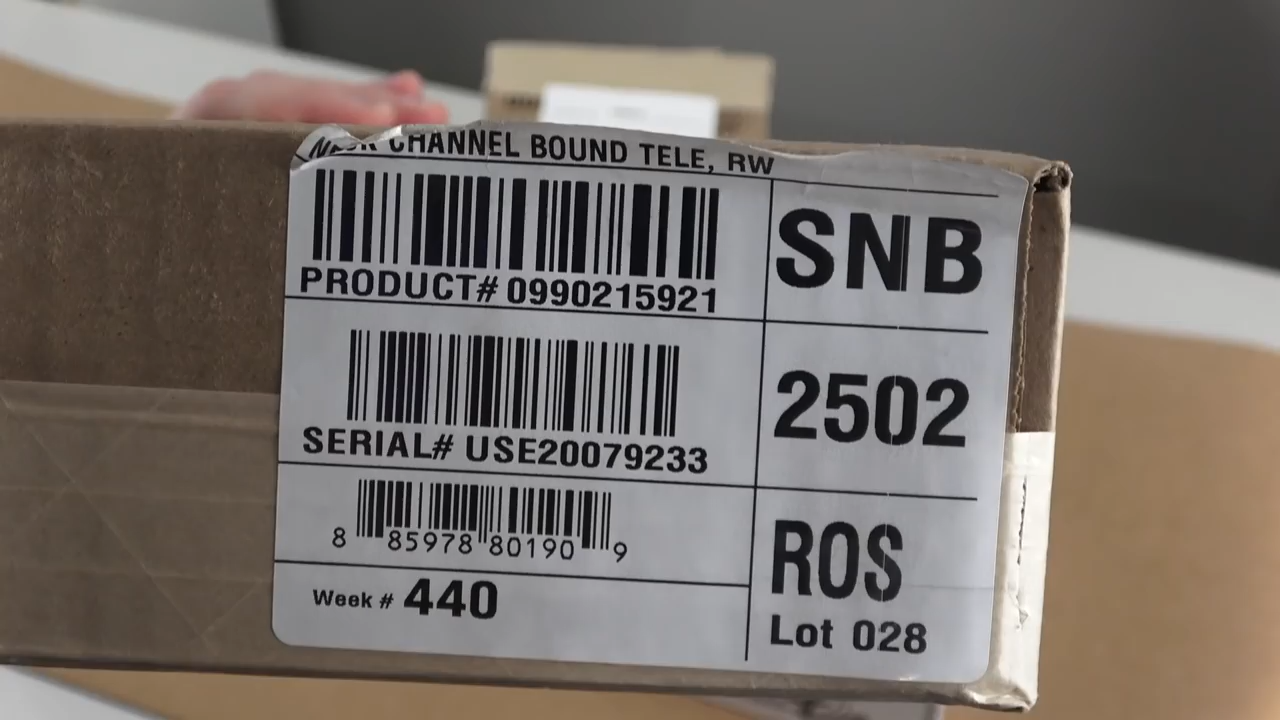 CHANNEL BOUND TELE, RW
PRODUCT# 0990215921
SERIAL# USE20079233
8 85978 80190 9
Week # 440
SNB
2502
ROS
Lot 028